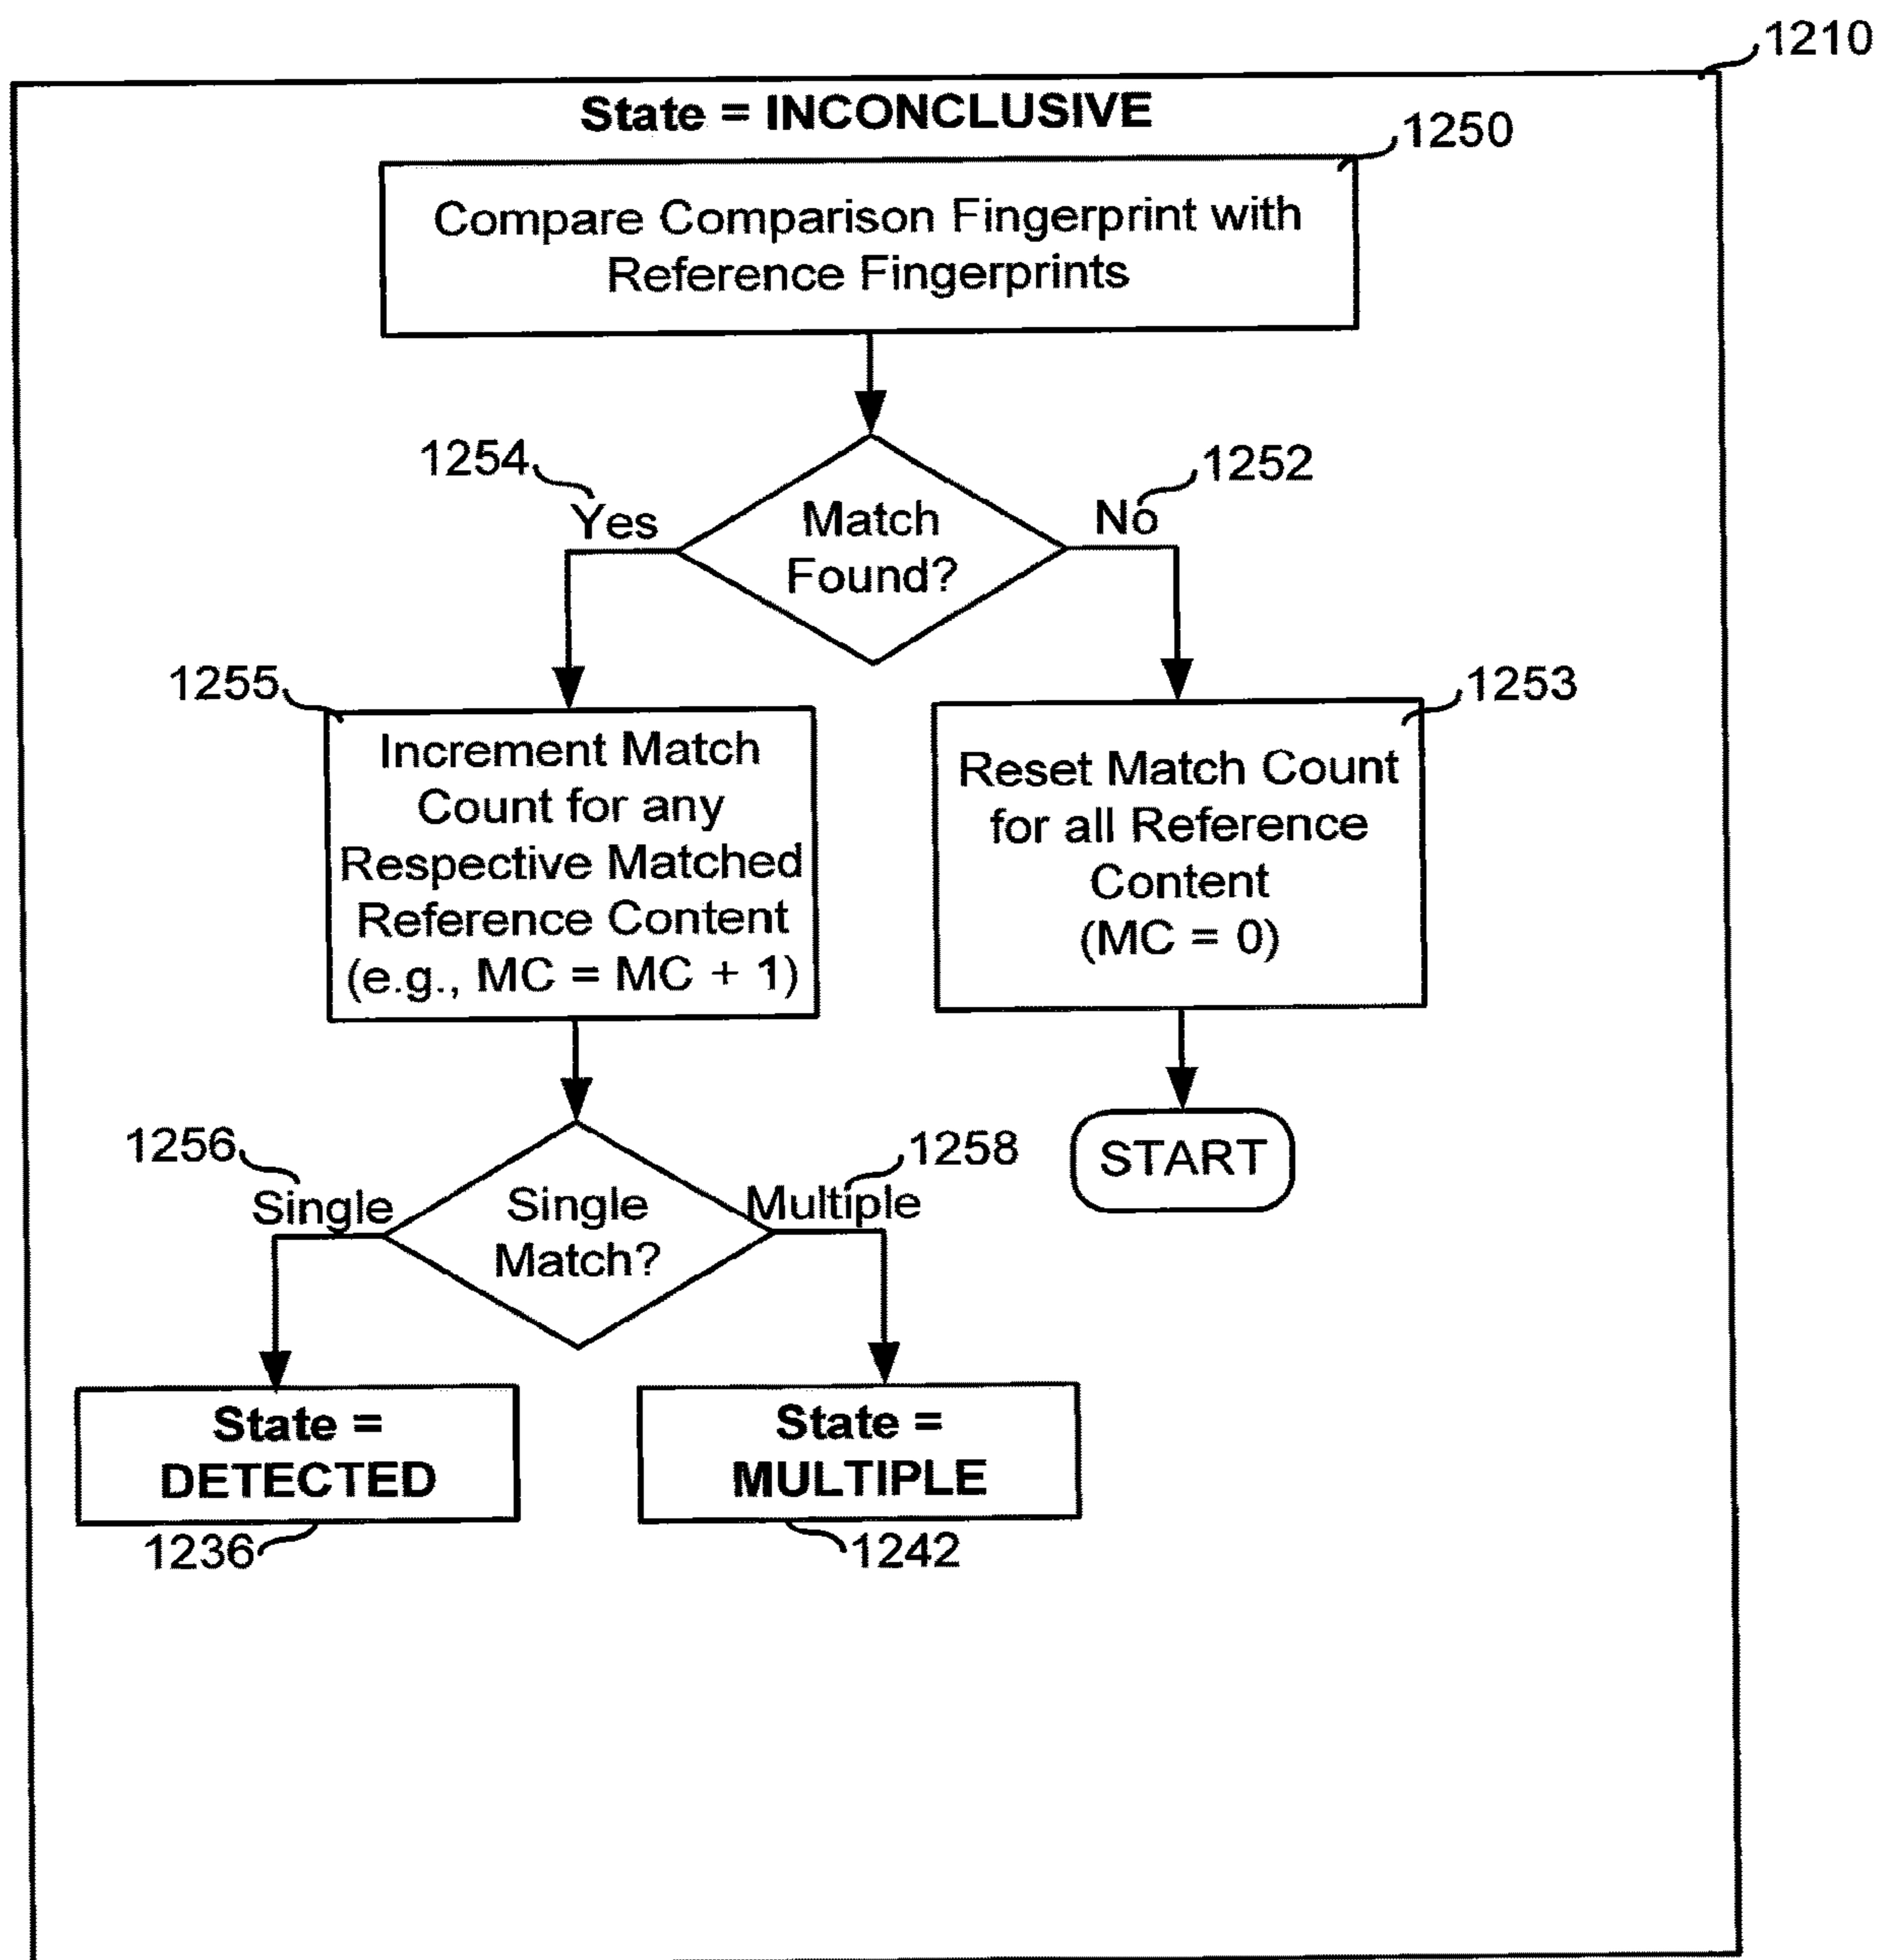 1210
State = INCONCLUSIVE
1250
Compare Comparison Fingerprint with
Reference Fingerprints
1254
1252
Yes
Match
Found?
No
1255
1253
Increment Match
Count for any
Respective Matched
Reference Content
(e.g., MC = MC + 1)
Reset Match Count
for all Reference
Content
(MC = 0)
1256
1258
START
Single
Single
Match?
Multiple
State =
DETECTED
State =
MULTIPLE
1236
1242